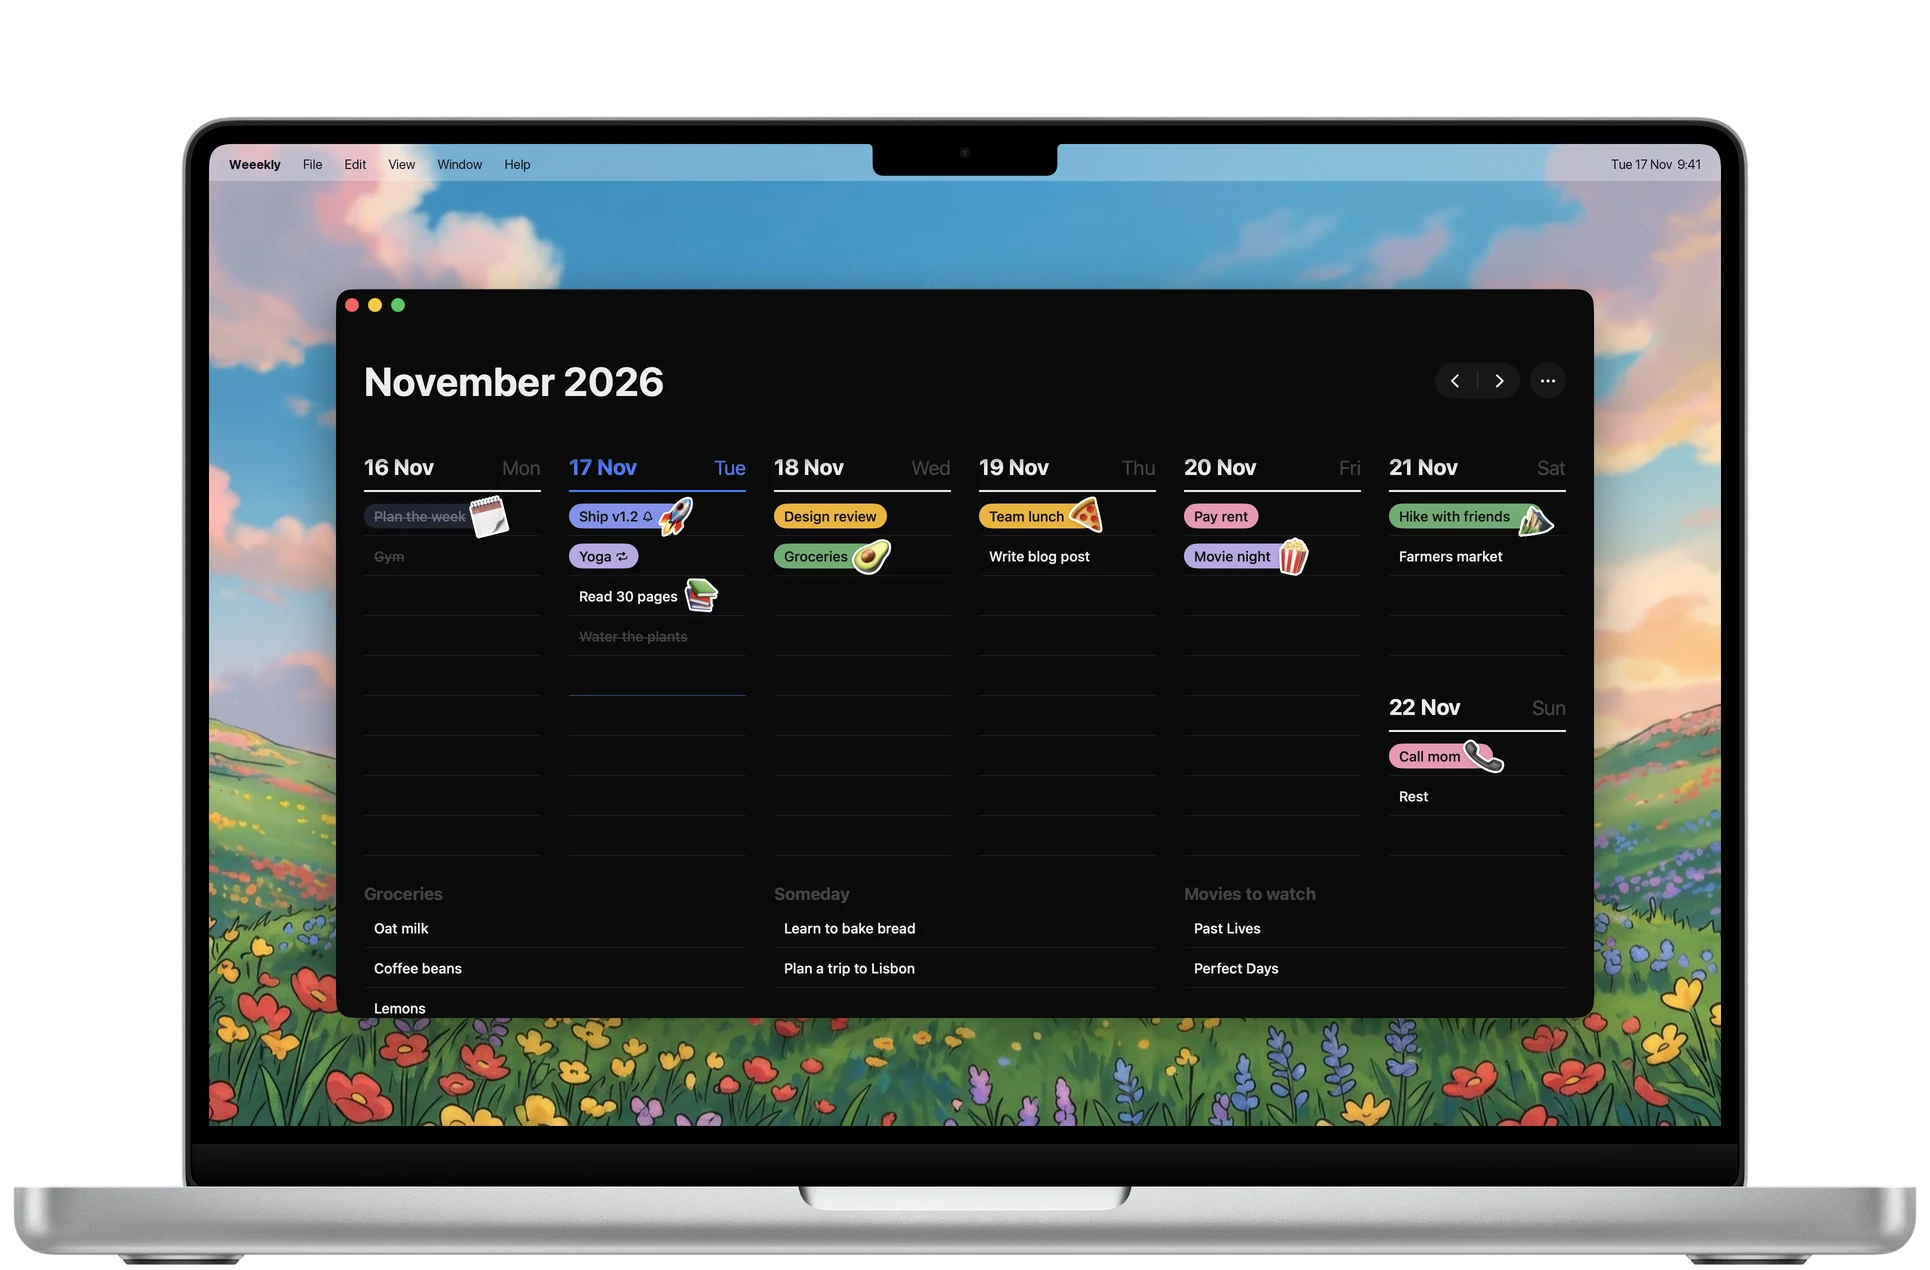 Weeekly File Edit View Window Help Tue 17 Nov 9:41
November 2026
16 Nov Mon
Plan the week
Gym
17 Nov Tue
Ship v1.2
Yoga
Read 30 pages
Water the plants
18 Nov Wed
Design review
Groceries
19 Nov Thu
Team lunch
Write blog post
20 Nov Fri
Pay rent
Movie night
21 Nov Sat
Hike with friends
Farmers market
22 Nov Sun
Call mom
Rest
Groceries
Oat milk
Coffee beans
Lemons
Someday
Learn to bake bread
Plan a trip to Lisbon
Movies to watch
Past Lives
Perfect Days